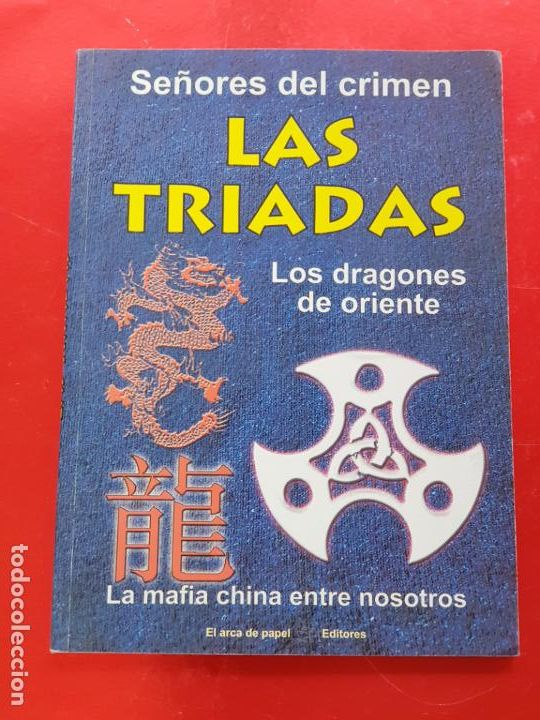 Señores del crimen
LAS
TRIADAS
Los dragones
de oriente
龍
La mafia china entre nosotros
El arca de papel Editores
todocoleccion